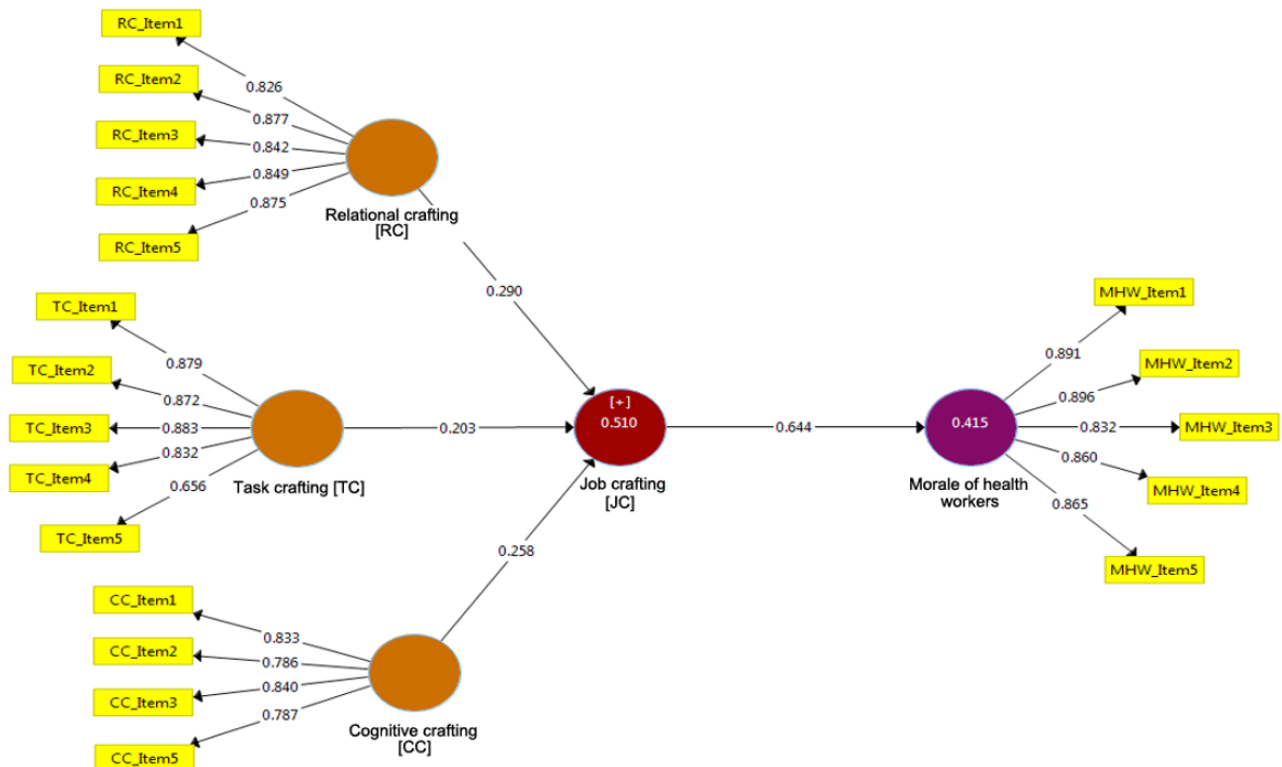 RC_Item1
RC_Item2
RC_Item3
RC_Item4
RC_Item5
0.826
0.877
0.842
0.849
0.875
Relational crafting
[RC]
0.290
TC_Item1
TC_Item2
TC_Item3
TC_Item4
TC_Item5
0.879
0.872
0.883
0.832
0.656
Task crafting [TC]
0.203
CC_Item1
CC_Item2
CC_Item3
CC_Item5
0.833
0.786
0.840
0.787
Cognitive crafting
[CC]
0.258
[+]
0.510
Job crafting
[JC]
0.644
0.415
Morale of health
workers
0.891
0.896
0.832
0.860
0.865
MHW_Item1
MHW_Item2
MHW_Item3
MHW_Item4
MHW_Item5